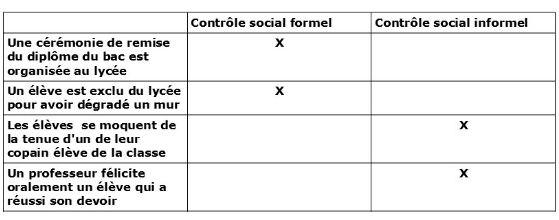 Contrôle social formel Contrôle social informel
Une cérémonie de remise X
du diplôme du bac est
organisée au lycée
Un élève est exclu du lycée X
pour avoir dégradé un mur
Les élèves se moquent de X
la tenue d'un de leur
copain élève de la classe
Un professeur félicite X
oralement un élève qui a
réussi son devoir